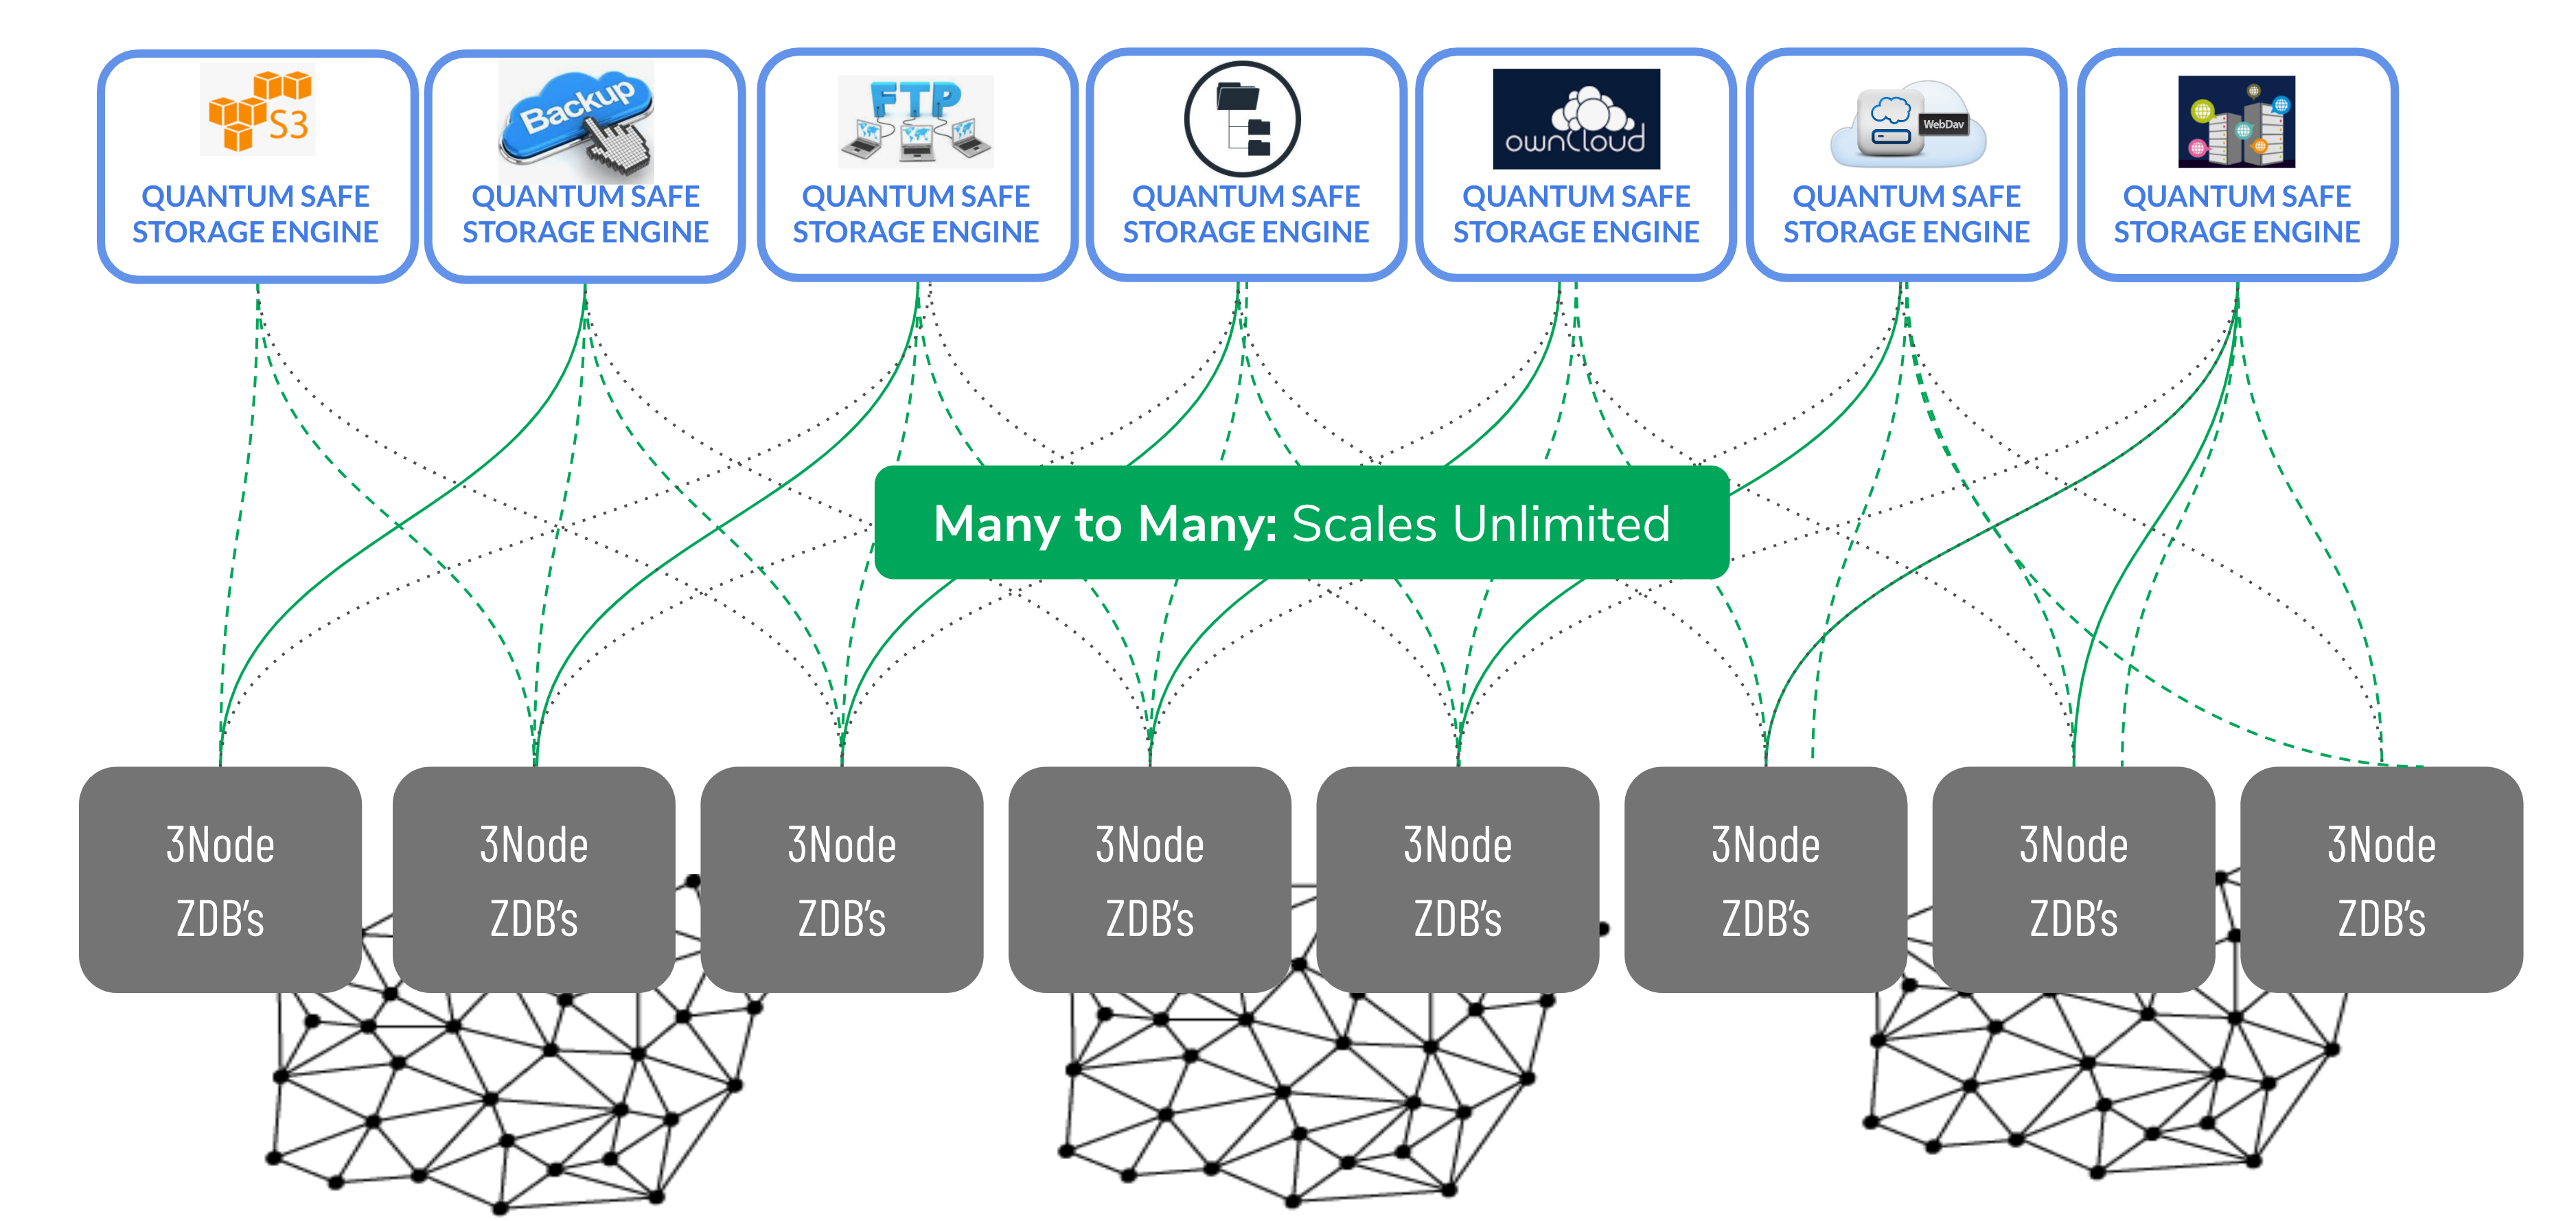 S3
QUANTUM SAFE
STORAGE ENGINE
Backup
QUANTUM SAFE
STORAGE ENGINE
FTP
QUANTUM SAFE
STORAGE ENGINE
QUANTUM SAFE
STORAGE ENGINE
ownCloud
QUANTUM SAFE
STORAGE ENGINE
WebDav
QUANTUM SAFE
STORAGE ENGINE
QUANTUM SAFE
STORAGE ENGINE
Many to Many: Scales Unlimited
3Node
ZDB’s
3Node
ZDB’s
3Node
ZDB’s
3Node
ZDB’s
3Node
ZDB’s
3Node
ZDB’s
3Node
ZDB’s
3Node
ZDB’s